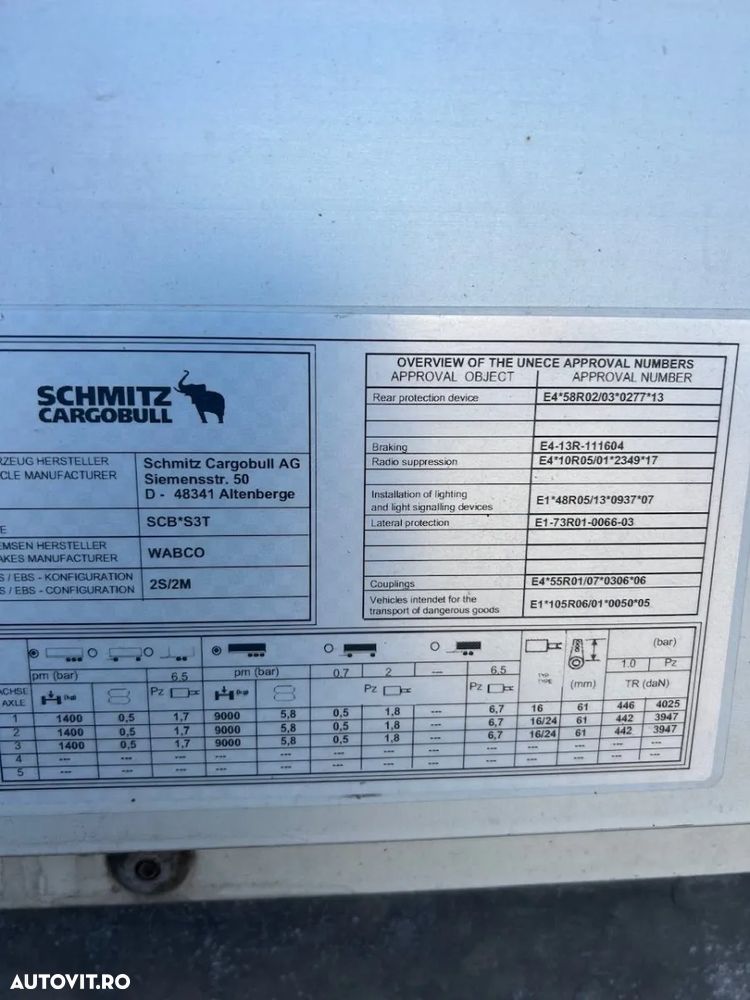 OVERVIEW OF THE UNECE APPROVAL NUMBERS
APPROVAL OBJECT APPROVAL NUMBER
Rear protection device E4*58R02/03*0277*13
Braking E4-13R-111604
Radio suppression E4*10R05/01*2349*17
Installation of lighting
and light signalling devices E1*48R05/13*0937*07
Lateral protection E1-73R01-0066-03
Couplings E4*55R01/07*0306*06
Vehicles intendet for the
transport of dangerous goods E1*105R06/01*0050*05
SCHMITZ
CARGOBULL
RZEUG HERSTELLER
CLE MANUFACTURER
Schmitz Cargobull AG
Siemensstr. 50
D - 48341 Altenberge
E SCB*S3T
EMSEN HERSTELLER
AKES MANUFACTURER WABCO
S / EBS - KONFIGURATION
S / EBS - CONFIGURATION 2S/2M
(bar)
pm (bar) 6.5 pm (bar) 0.7 2 --- 6.5 1.0 Pz
ACHSE
AXLE (kg) Pz (kg) Pz Pz TYP
TYPE (mm) TR (daN)
1 1400 0,5 1,7 9000 5,8 0,5 1,8 --- 6,7 16 61 446 4025
2 1400 0,5 1,7 9000 5,8 0,5 1,8 --- 6,7 16/24 61 442 3947
3 1400 0,5 1,7 9000 5,8 0,5 1,8 --- 6,7 16/24 61 442 3947
4 --- --- --- --- --- --- --- --- --- --- --- --- ---
5 --- --- --- --- --- --- --- --- --- --- --- --- ---
AUTOVIT.RO